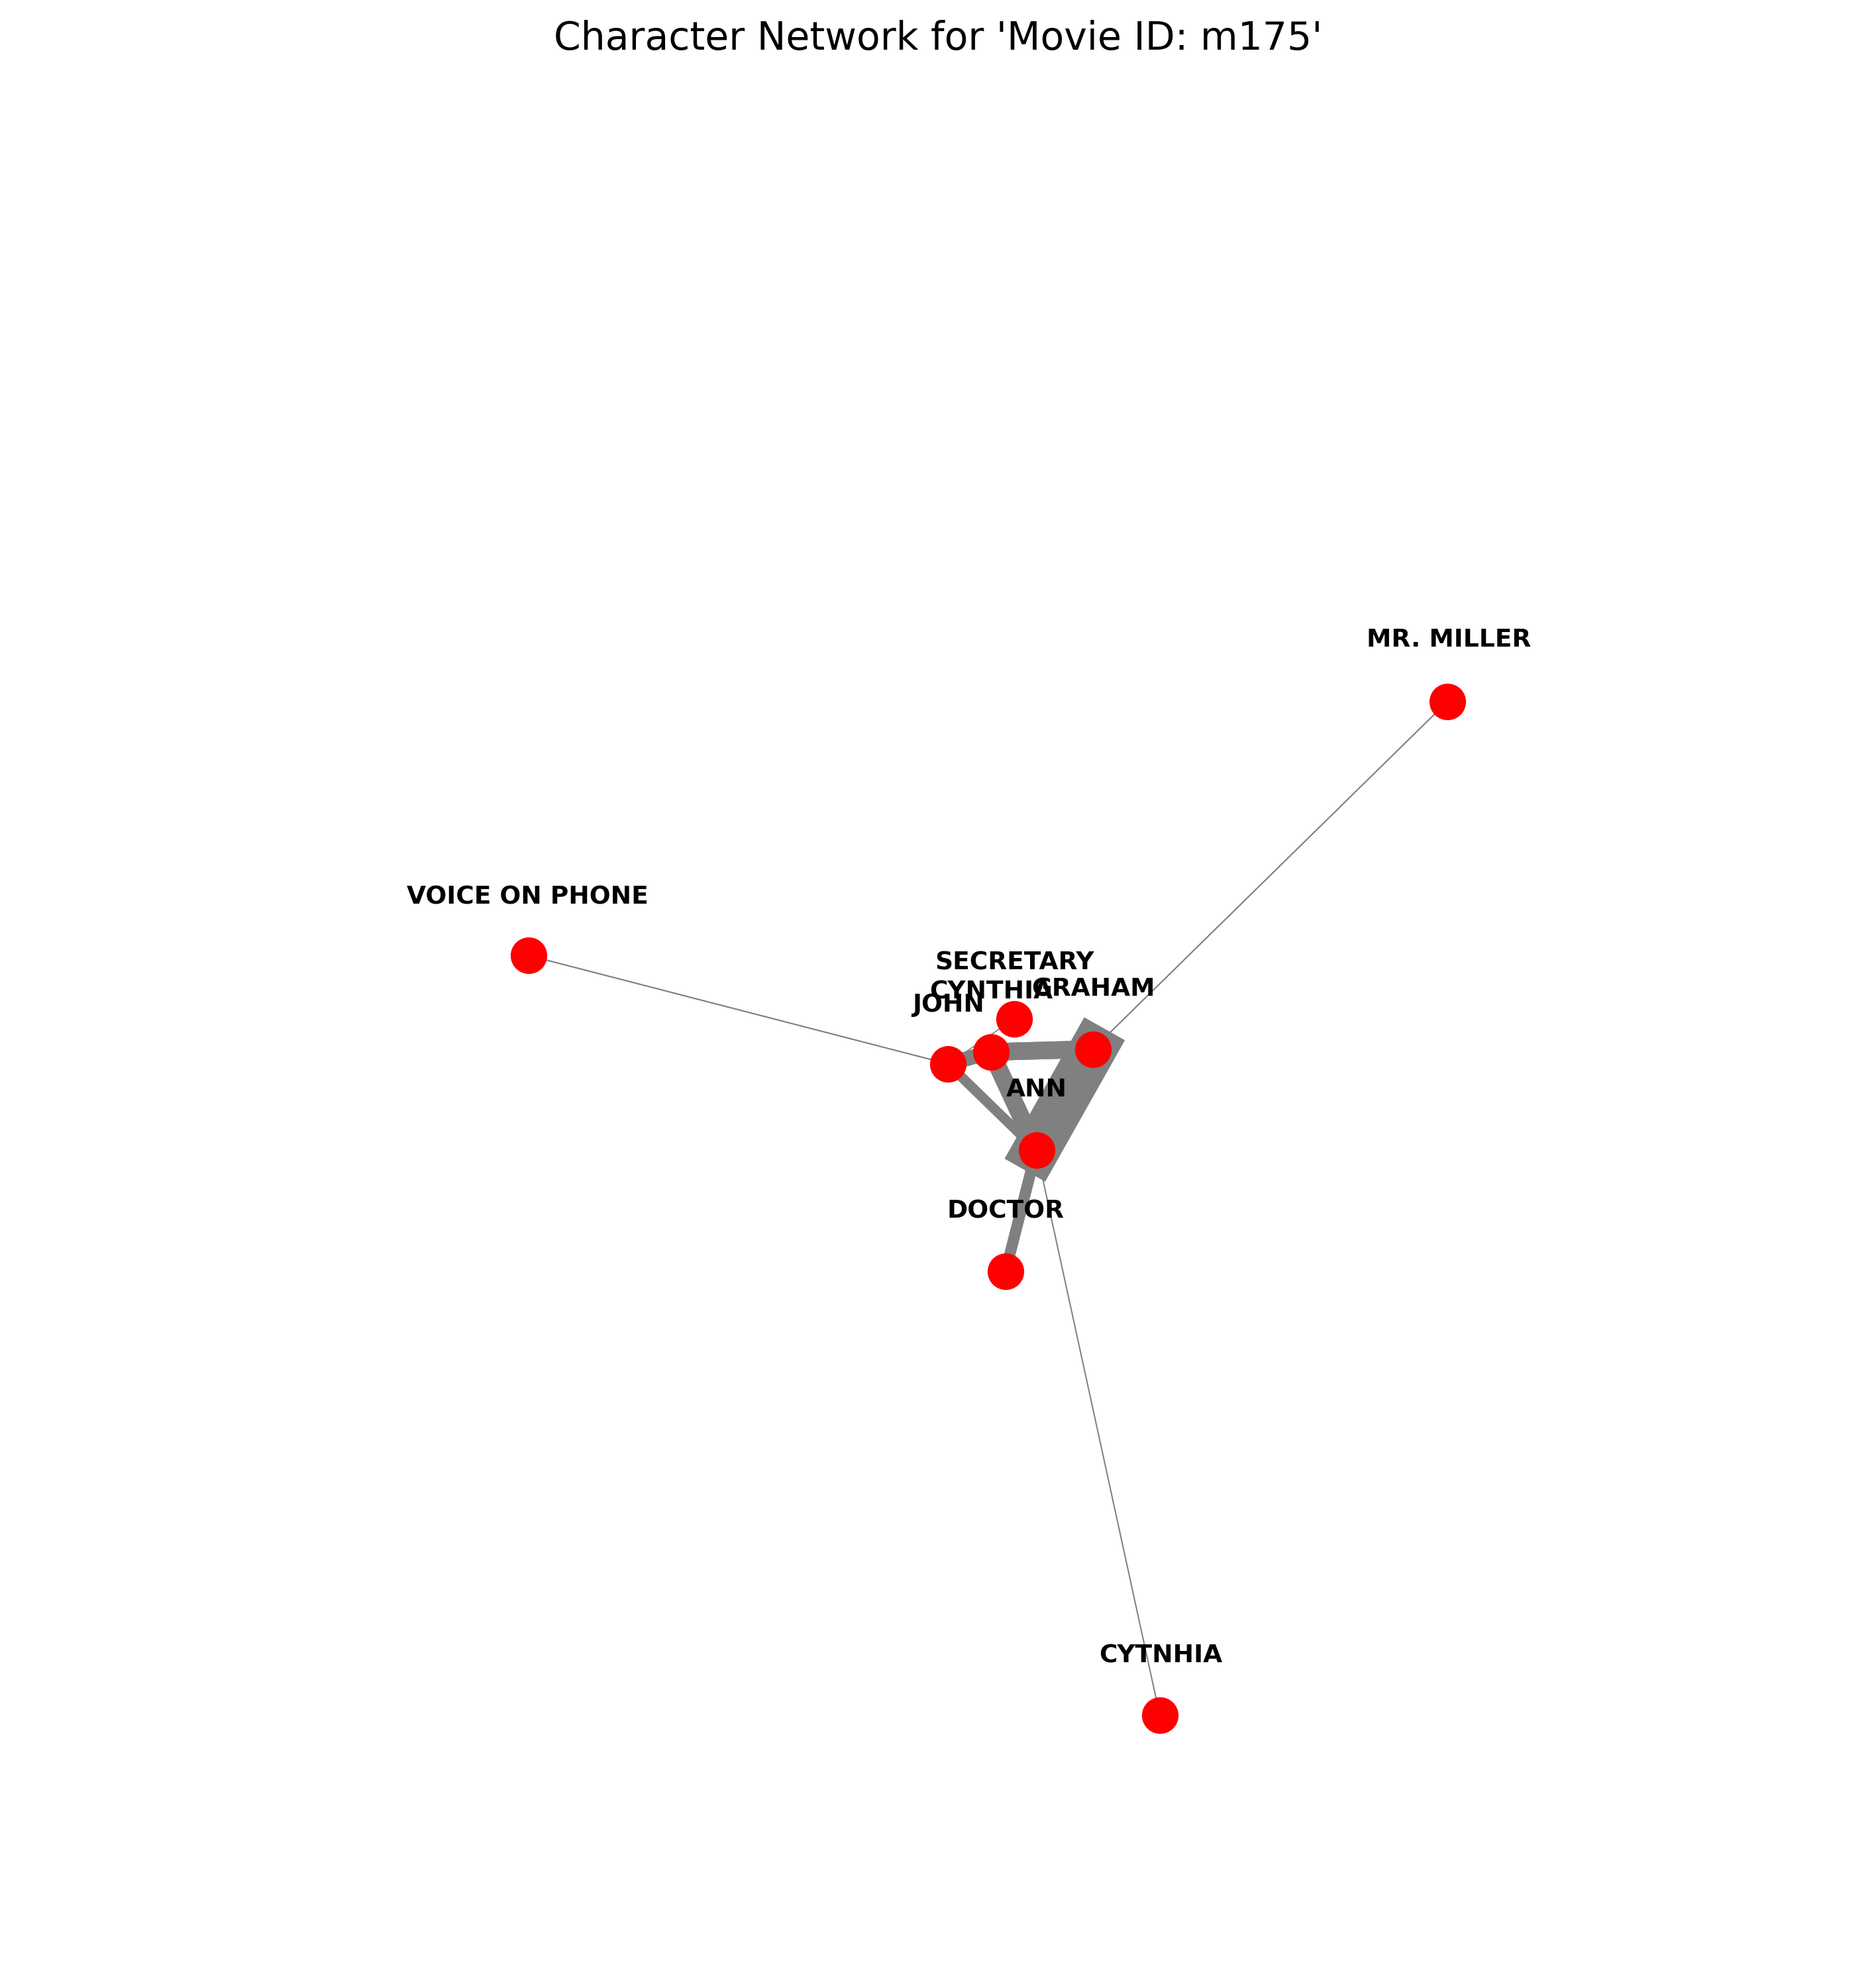 Character Network for 'Movie ID: m175'
MR. MILLER
VOICE ON PHONE
SECRETARY
GRAHAM
CYNTHIA
JOHN
ANN
DOCTOR
CYTNHIA